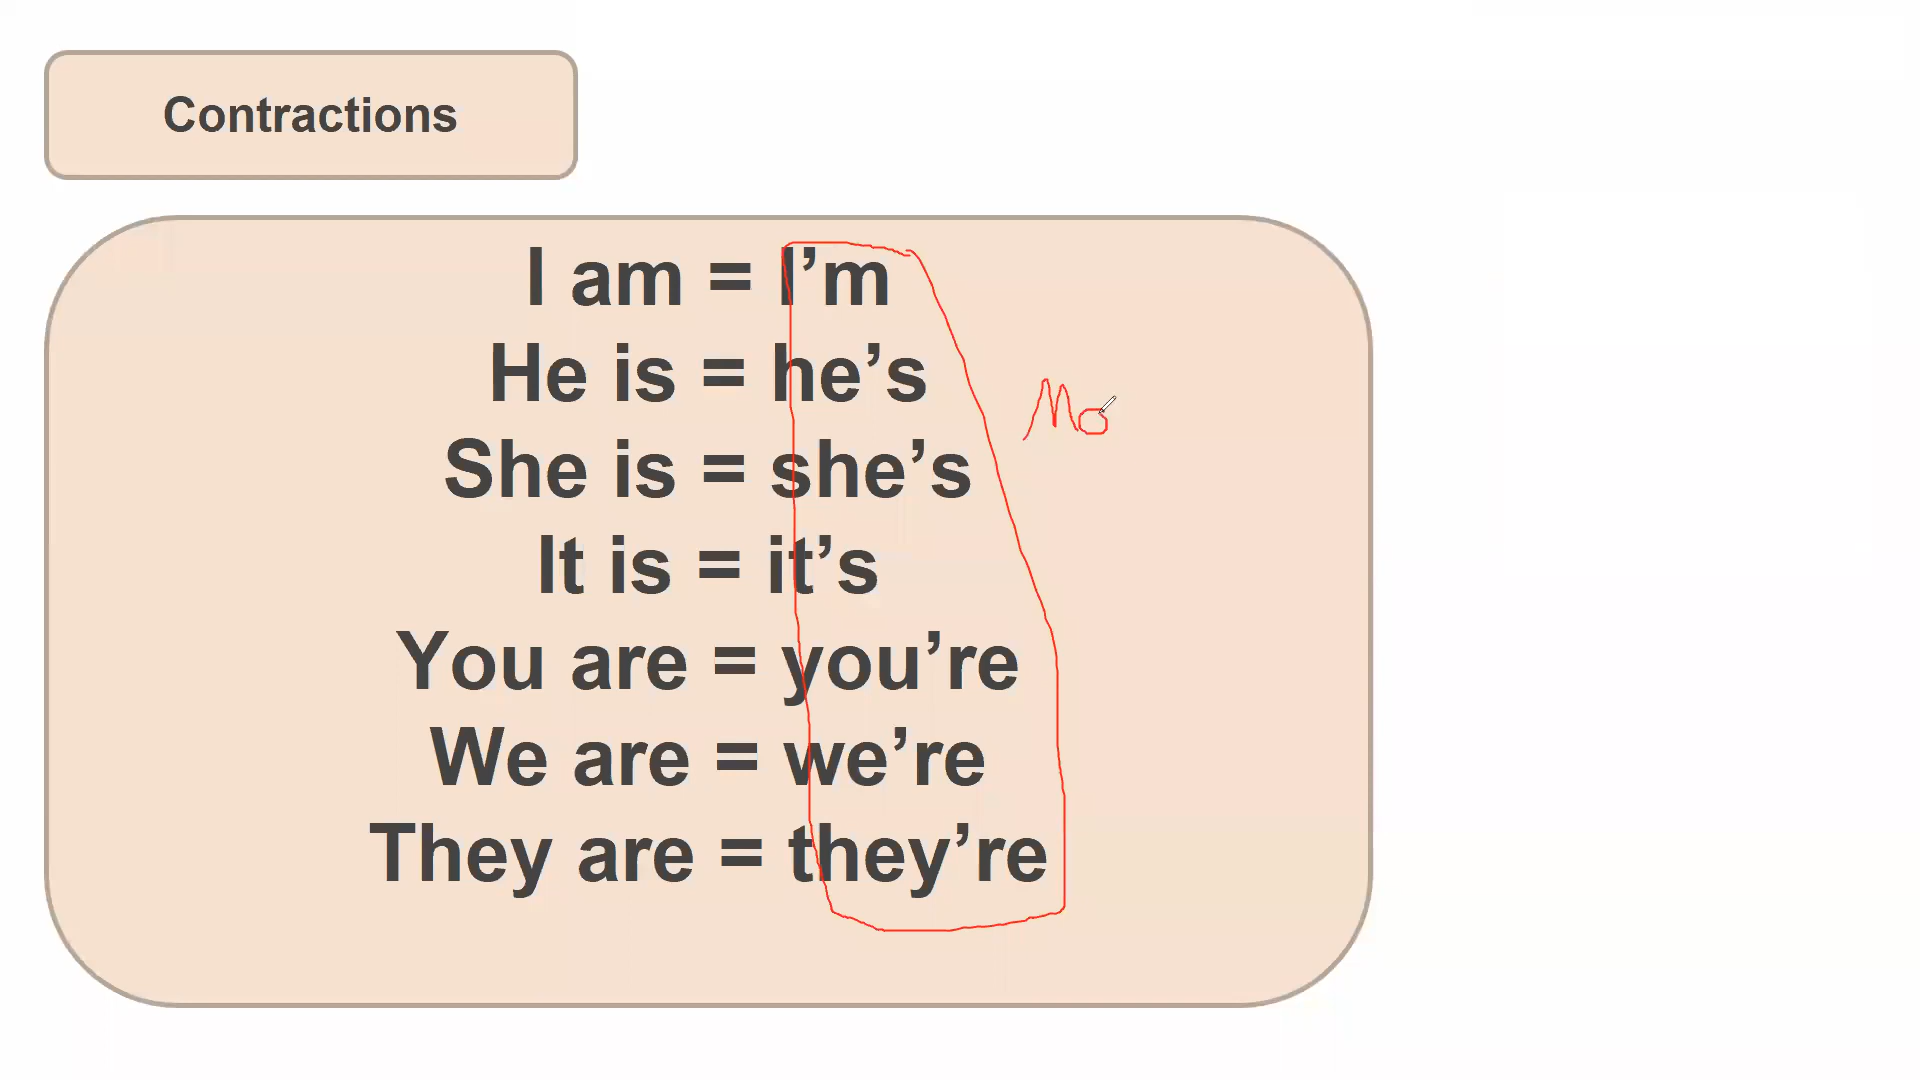 Contractions
I am = I’m
He is = he’s
Mo
She is = she’s
It is = it’s
You are = you’re
We are = we’re
They are = they’re